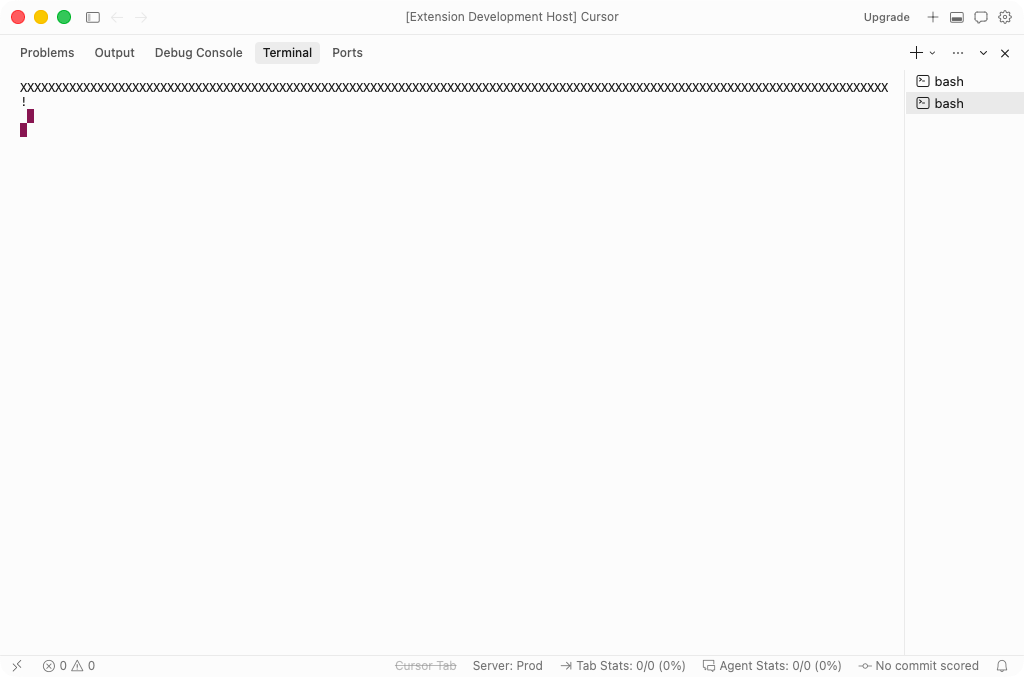 [Extension Development Host] Cursor
Upgrade
Problems Output Debug Console Terminal Ports
XXXXXXXXXXXXXXXXXXXXXXXXXXXXXXXXXXXXXXXXXXXXXXXXXXXXXXXXXXXXXXXXXXXXXXXXXXXXXXXXXXXXXXXXXXXXXXXXXXXXXXXXXXXXXXXXXXXXXXXXXXXX
!
bash
bash
0 0 Cursor Tab Server: Prod Tab Stats: 0/0 (0%) Agent Stats: 0/0 (0%) No commit scored